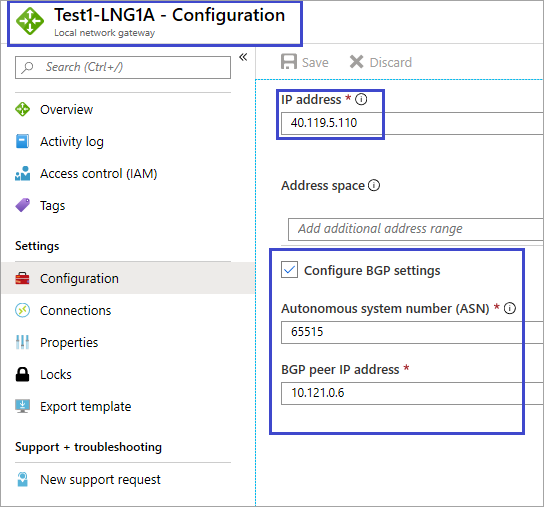 Test1-LNG1A - Configuration
Local network gateway
Search (Ctrl+/)
«
Overview
Activity log
Access control (IAM)
Tags
Settings
Configuration
Connections
Properties
Locks
Export template
Support + troubleshooting
New support request
Save
Discard
IP address *
40.119.5.110
Address space
Add additional address range
Configure BGP settings
Autonomous system number (ASN) *
65515
BGP peer IP address *
10.121.0.6